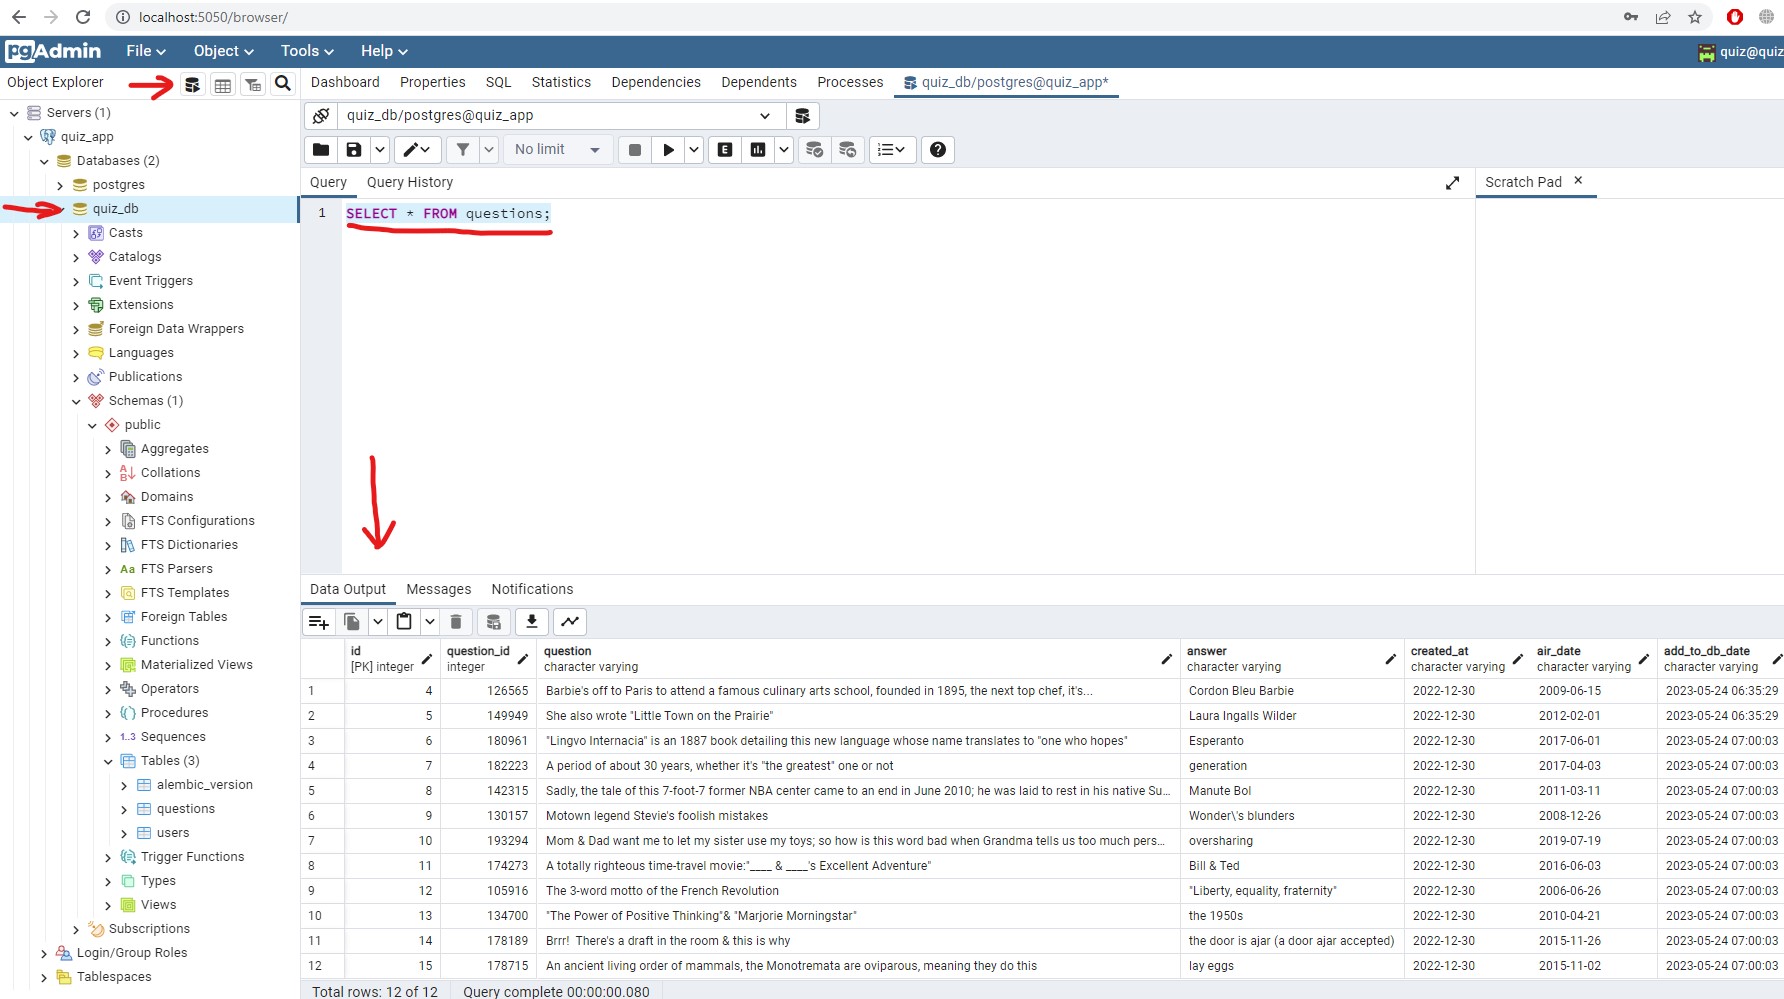 localhost:5050/browser/
pgAdmin File Object Tools Help quiz@quiz
Object Explorer Dashboard Properties SQL Statistics Dependencies Dependents Processes quiz_db/postgres@quiz_app*
Servers (1)
quiz_app
Databases (2)
postgres
quiz_db
Casts
Catalogs
Event Triggers
Extensions
Foreign Data Wrappers
Languages
Publications
Schemas (1)
public
Aggregates
Collations
Domains
FTS Configurations
FTS Dictionaries
Aa FTS Parsers
FTS Templates
Foreign Tables
Functions
Materialized Views
Operators
Procedures
1..3 Sequences
Tables (3)
alembic_version
questions
users
Trigger Functions
Types
Views
Subscriptions
Login/Group Roles
Tablespaces
quiz_db/postgres@quiz_app
No limit E
Query Query History Scratch Pad
1 SELECT * FROM questions;
Data Output Messages Notifications
id question_id question answer created_at air_date add_to_db_date
[PK] integer integer character varying character varying character varying character varying character varying
1 4 126565 Barbie's off to Paris to attend a famous culinary arts school, founded in 1895, the next top chef, it's... Cordon Bleu Barbie 2022-12-30 2009-06-15 2023-05-24 06:35:29
2 5 149949 She also wrote "Little Town on the Prairie" Laura Ingalls Wilder 2022-12-30 2012-02-01 2023-05-24 06:35:29
3 6 180961 "Lingvo Internacia" is an 1887 book detailing this new language whose name translates to "one who hopes" Esperanto 2022-12-30 2017-06-01 2023-05-24 07:00:03
4 7 182223 A period of about 30 years, whether it's "the greatest" one or not generation 2022-12-30 2017-04-03 2023-05-24 07:00:03
5 8 142315 Sadly, the tale of this 7-foot-7 former NBA center came to an end in June 2010; he was laid to rest in his native Su... Manute Bol 2022-12-30 2011-03-11 2023-05-24 07:00:03
6 9 130157 Motown legend Stevie's foolish mistakes Wonder\'s blunders 2022-12-30 2008-12-26 2023-05-24 07:00:03
7 10 193294 Mom & Dad want me to let my sister use my toys; so how is this word bad when Grandma tells us too much pers... oversharing 2022-12-30 2019-07-19 2023-05-24 07:00:03
8 11 174273 A totally righteous time-travel movie:"____ & ____'s Excellent Adventure" Bill & Ted 2022-12-30 2016-06-03 2023-05-24 07:00:03
9 12 105916 The 3-word motto of the French Revolution "Liberty, equality, fraternity" 2022-12-30 2006-06-26 2023-05-24 07:00:03
10 13 134700 "The Power of Positive Thinking"& "Marjorie Morningstar" the 1950s 2022-12-30 2010-04-21 2023-05-24 07:00:03
11 14 178189 Brrr!  There's a draft in the room & this is why the door is ajar (a door ajar accepted) 2022-12-30 2015-11-26 2023-05-24 07:00:03
12 15 178715 An ancient living order of mammals, the Monotremata are oviparous, meaning they do this lay eggs 2022-12-30 2015-11-02 2023-05-24 07:00:03
Total rows: 12 of 12 Query complete 00:00:00.080